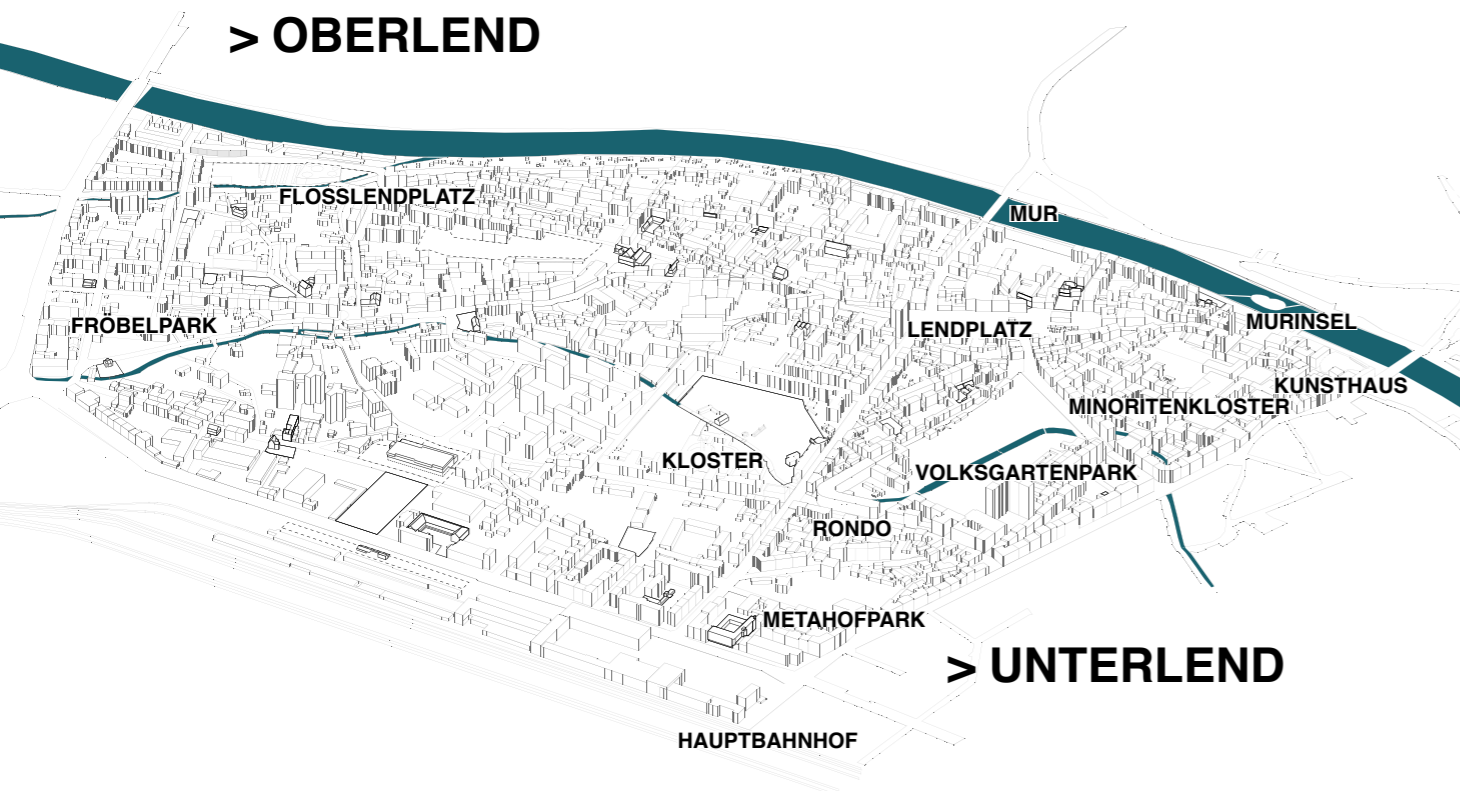 > OBERLEND
FLOSSLENDPLATZ
MUR
FRÖBELPARK
LENDPLATZ
MURINSEL
KUNSTHAUS
MINORITENKLOSTER
KLOSTER
VOLKSGARTENPARK
RONDO
METAHOFPARK
> UNTERLEND
HAUPTBAHNHOF